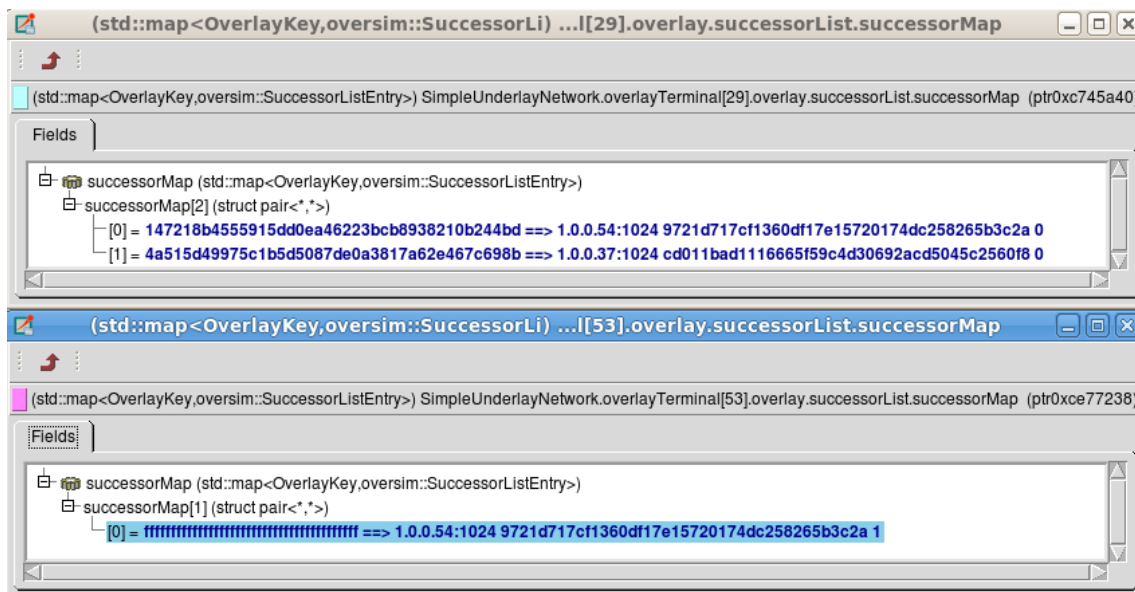 (std::map<OverlayKey,oversim::SuccessorLi) ...l[29].overlay.successorList.successorMap
(std::map<OverlayKey,oversim::SuccessorListEntry>) SimpleUnderlayNetwork.overlayTerminal[29].overlay.successorList.successorMap (ptr0xc745a40)
Fields
successorMap (std::map<OverlayKey,oversim::SuccessorListEntry>)
successorMap[2] (struct pair<*,*>)
[0] = 147218b4555915dd0ea46223bcb8938210b244bd ==> 1.0.0.54:1024 9721d717cf1360df17e15720174dc258265b3c2a 0
[1] = 4a515d49975c1b5d5087de0a3817a62e467c698b ==> 1.0.0.37:1024 cd011bad1116665f59c4d30692acd5045c2560f8 0
(std::map<OverlayKey,oversim::SuccessorLi) ...l[53].overlay.successorList.successorMap
(std::map<OverlayKey,oversim::SuccessorListEntry>) SimpleUnderlayNetwork.overlayTerminal[53].overlay.successorList.successorMap (ptr0xce77238)
Fields
successorMap (std::map<OverlayKey,oversim::SuccessorListEntry>)
successorMap[1] (struct pair<*,*>)
[0] = ffffffffffffffffffffffffffffffffffffffff ==> 1.0.0.54:1024 9721d717cf1360df17e15720174dc258265b3c2a 1